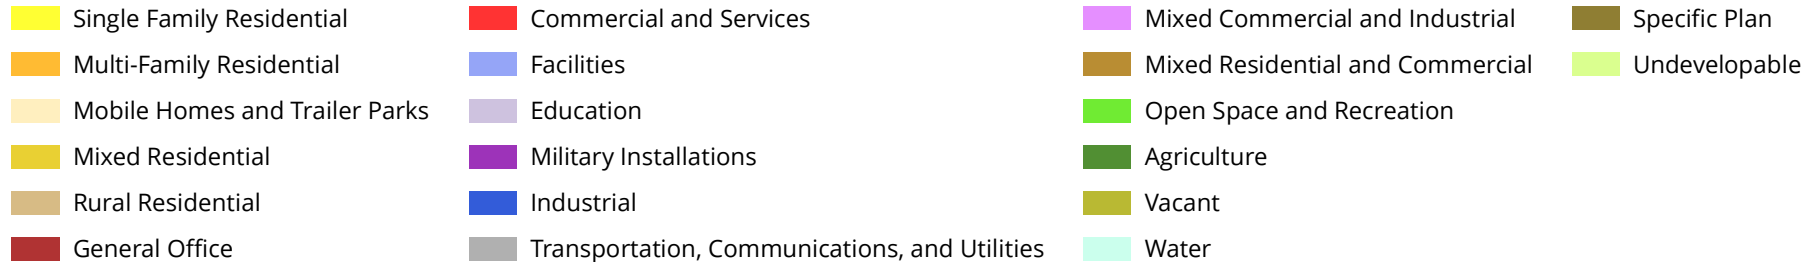 Single Family Residential
Multi-Family Residential
Mobile Homes and Trailer Parks
Mixed Residential
Rural Residential
General Office
Commercial and Services
Facilities
Education
Military Installations
Industrial
Transportation, Communications, and Utilities
Mixed Commercial and Industrial
Mixed Residential and Commercial
Open Space and Recreation
Agriculture
Vacant
Water
Specific Plan
Undevelopable